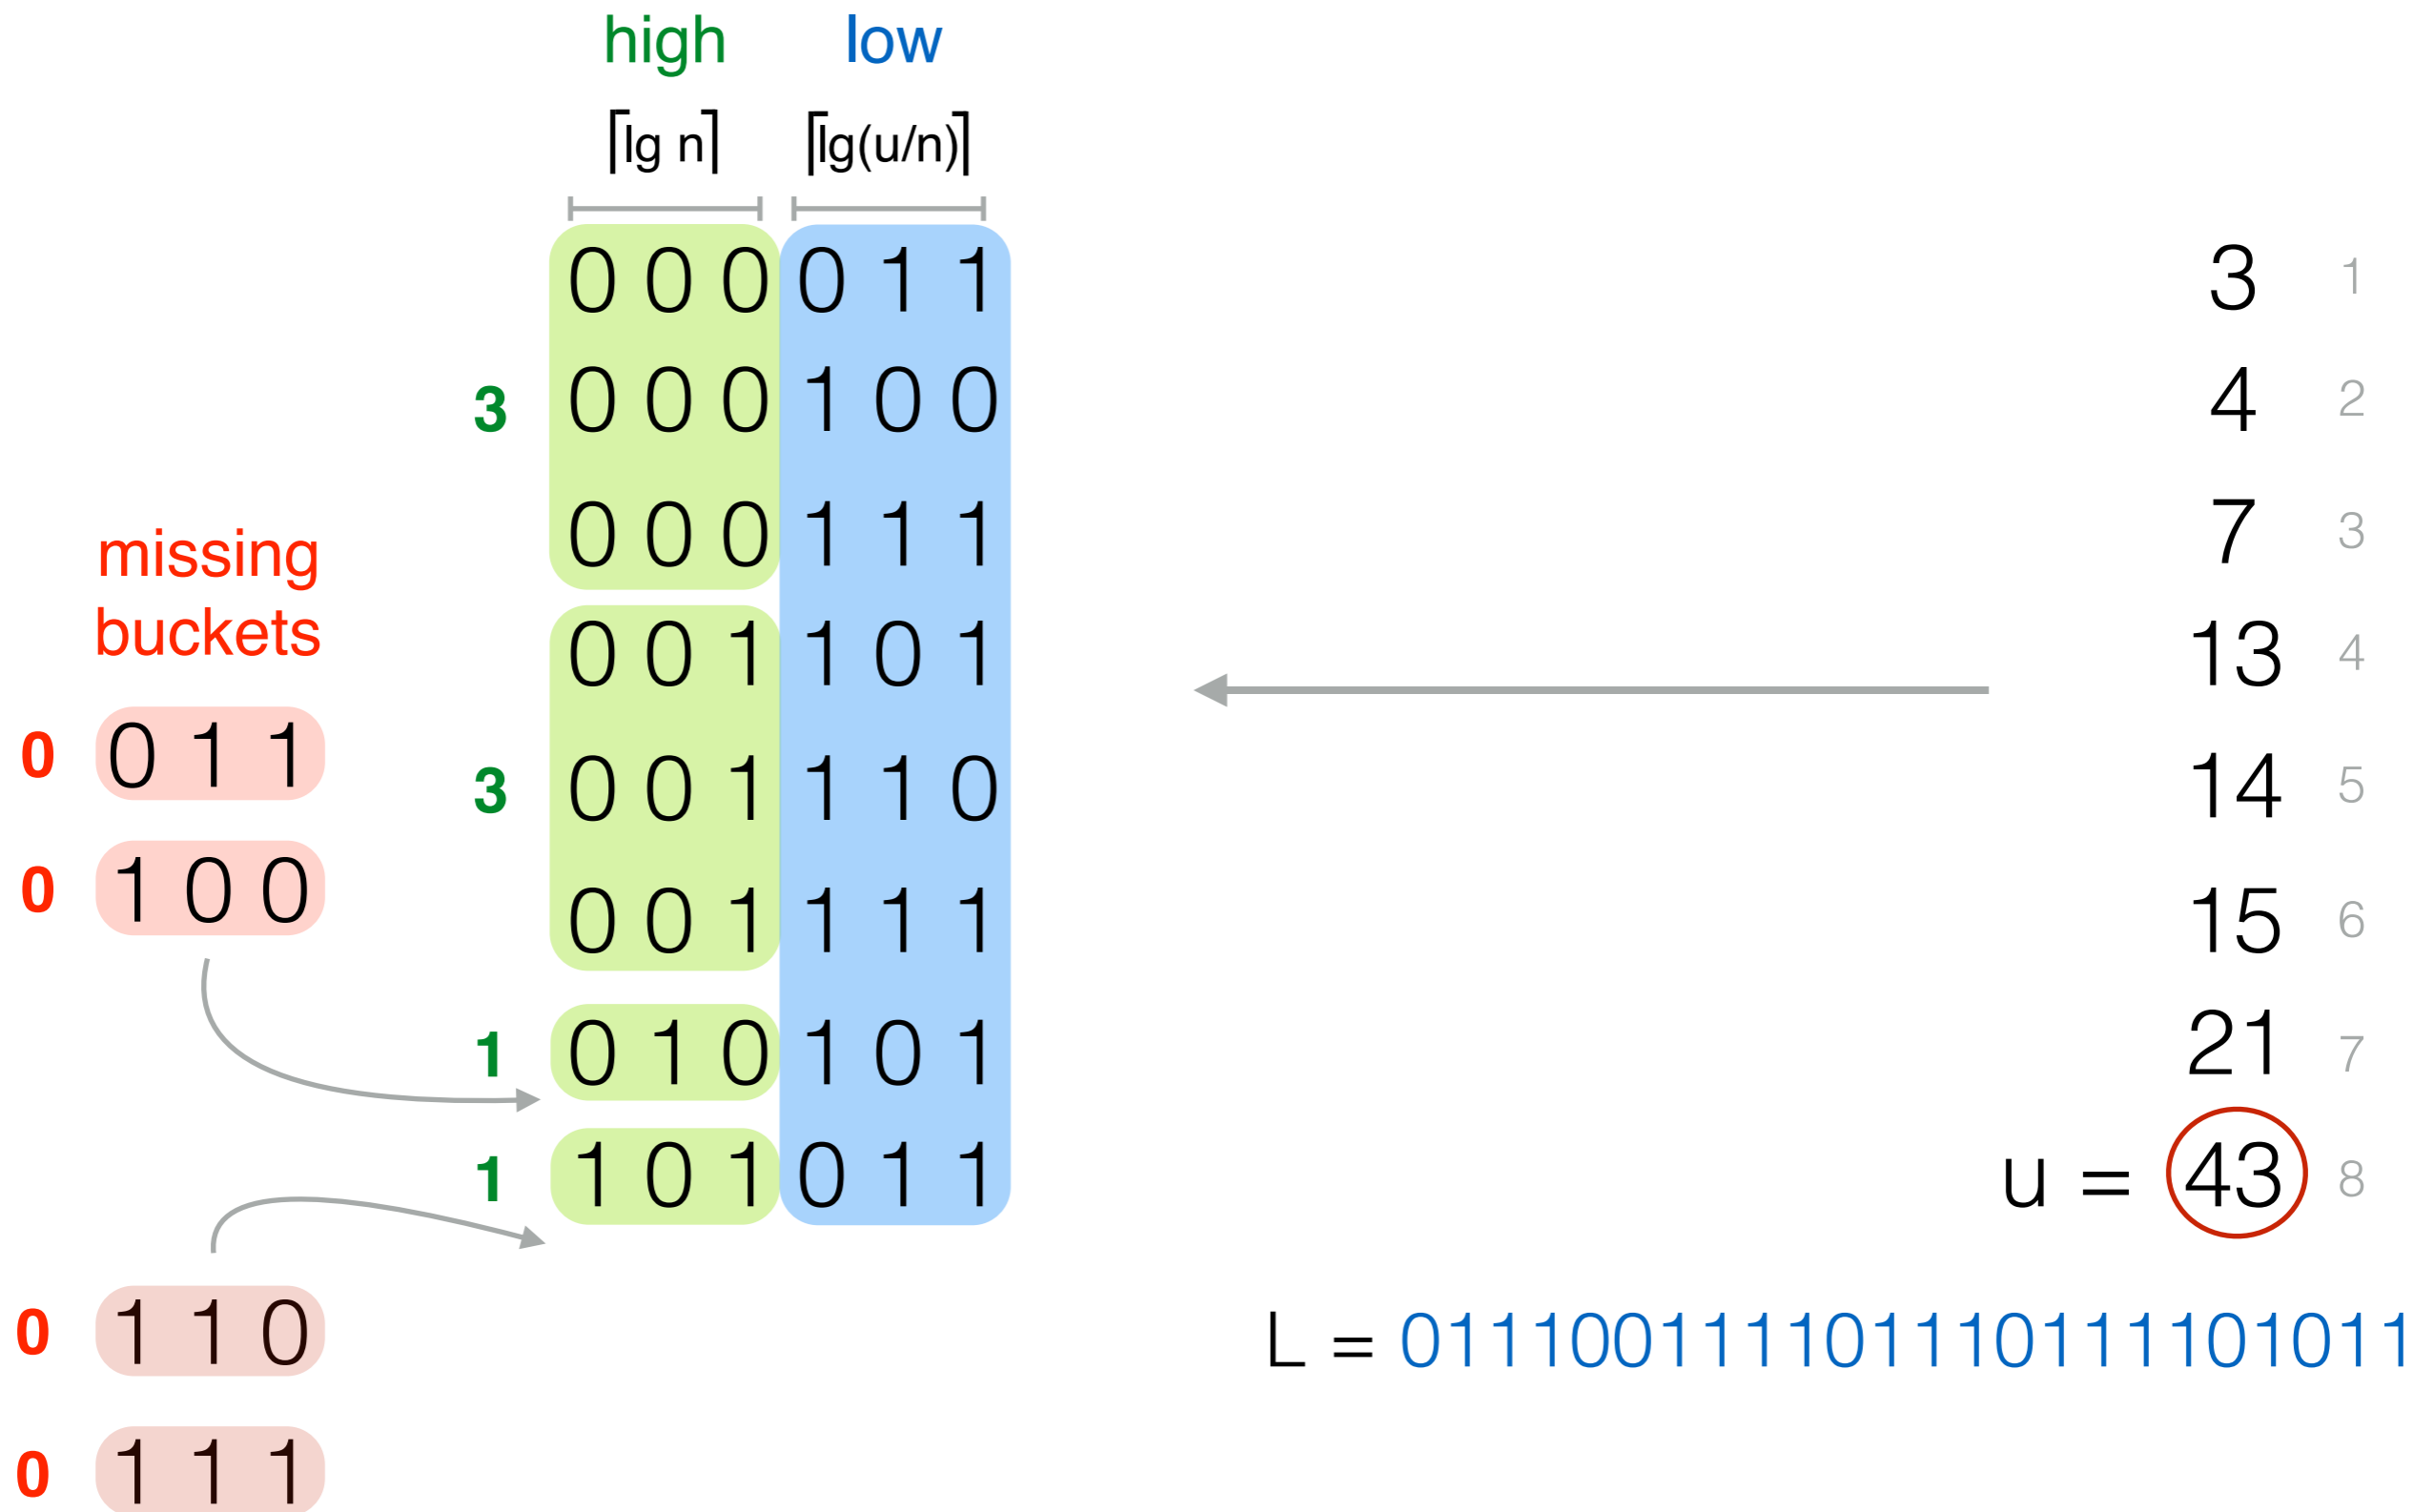 high low
⌈lg n⌉ ⌈lg(u/n)⌉
0 0 0 0 1 1 3 1
3 0 0 0 1 0 0 4 2
0 0 0 1 1 1 7 3
missing
buckets
0 0 1 1 0 1 13 4
0 0 1 1
3 0 0 1 1 1 0 14 5
0 1 0 0
0 0 1 1 1 1 15 6
1 0 1 0 1 0 1 21 7
1 1 0 1 0 1 1 u = 43 8
0 1 1 0
L = 011100111101110111101011
0 1 1 1